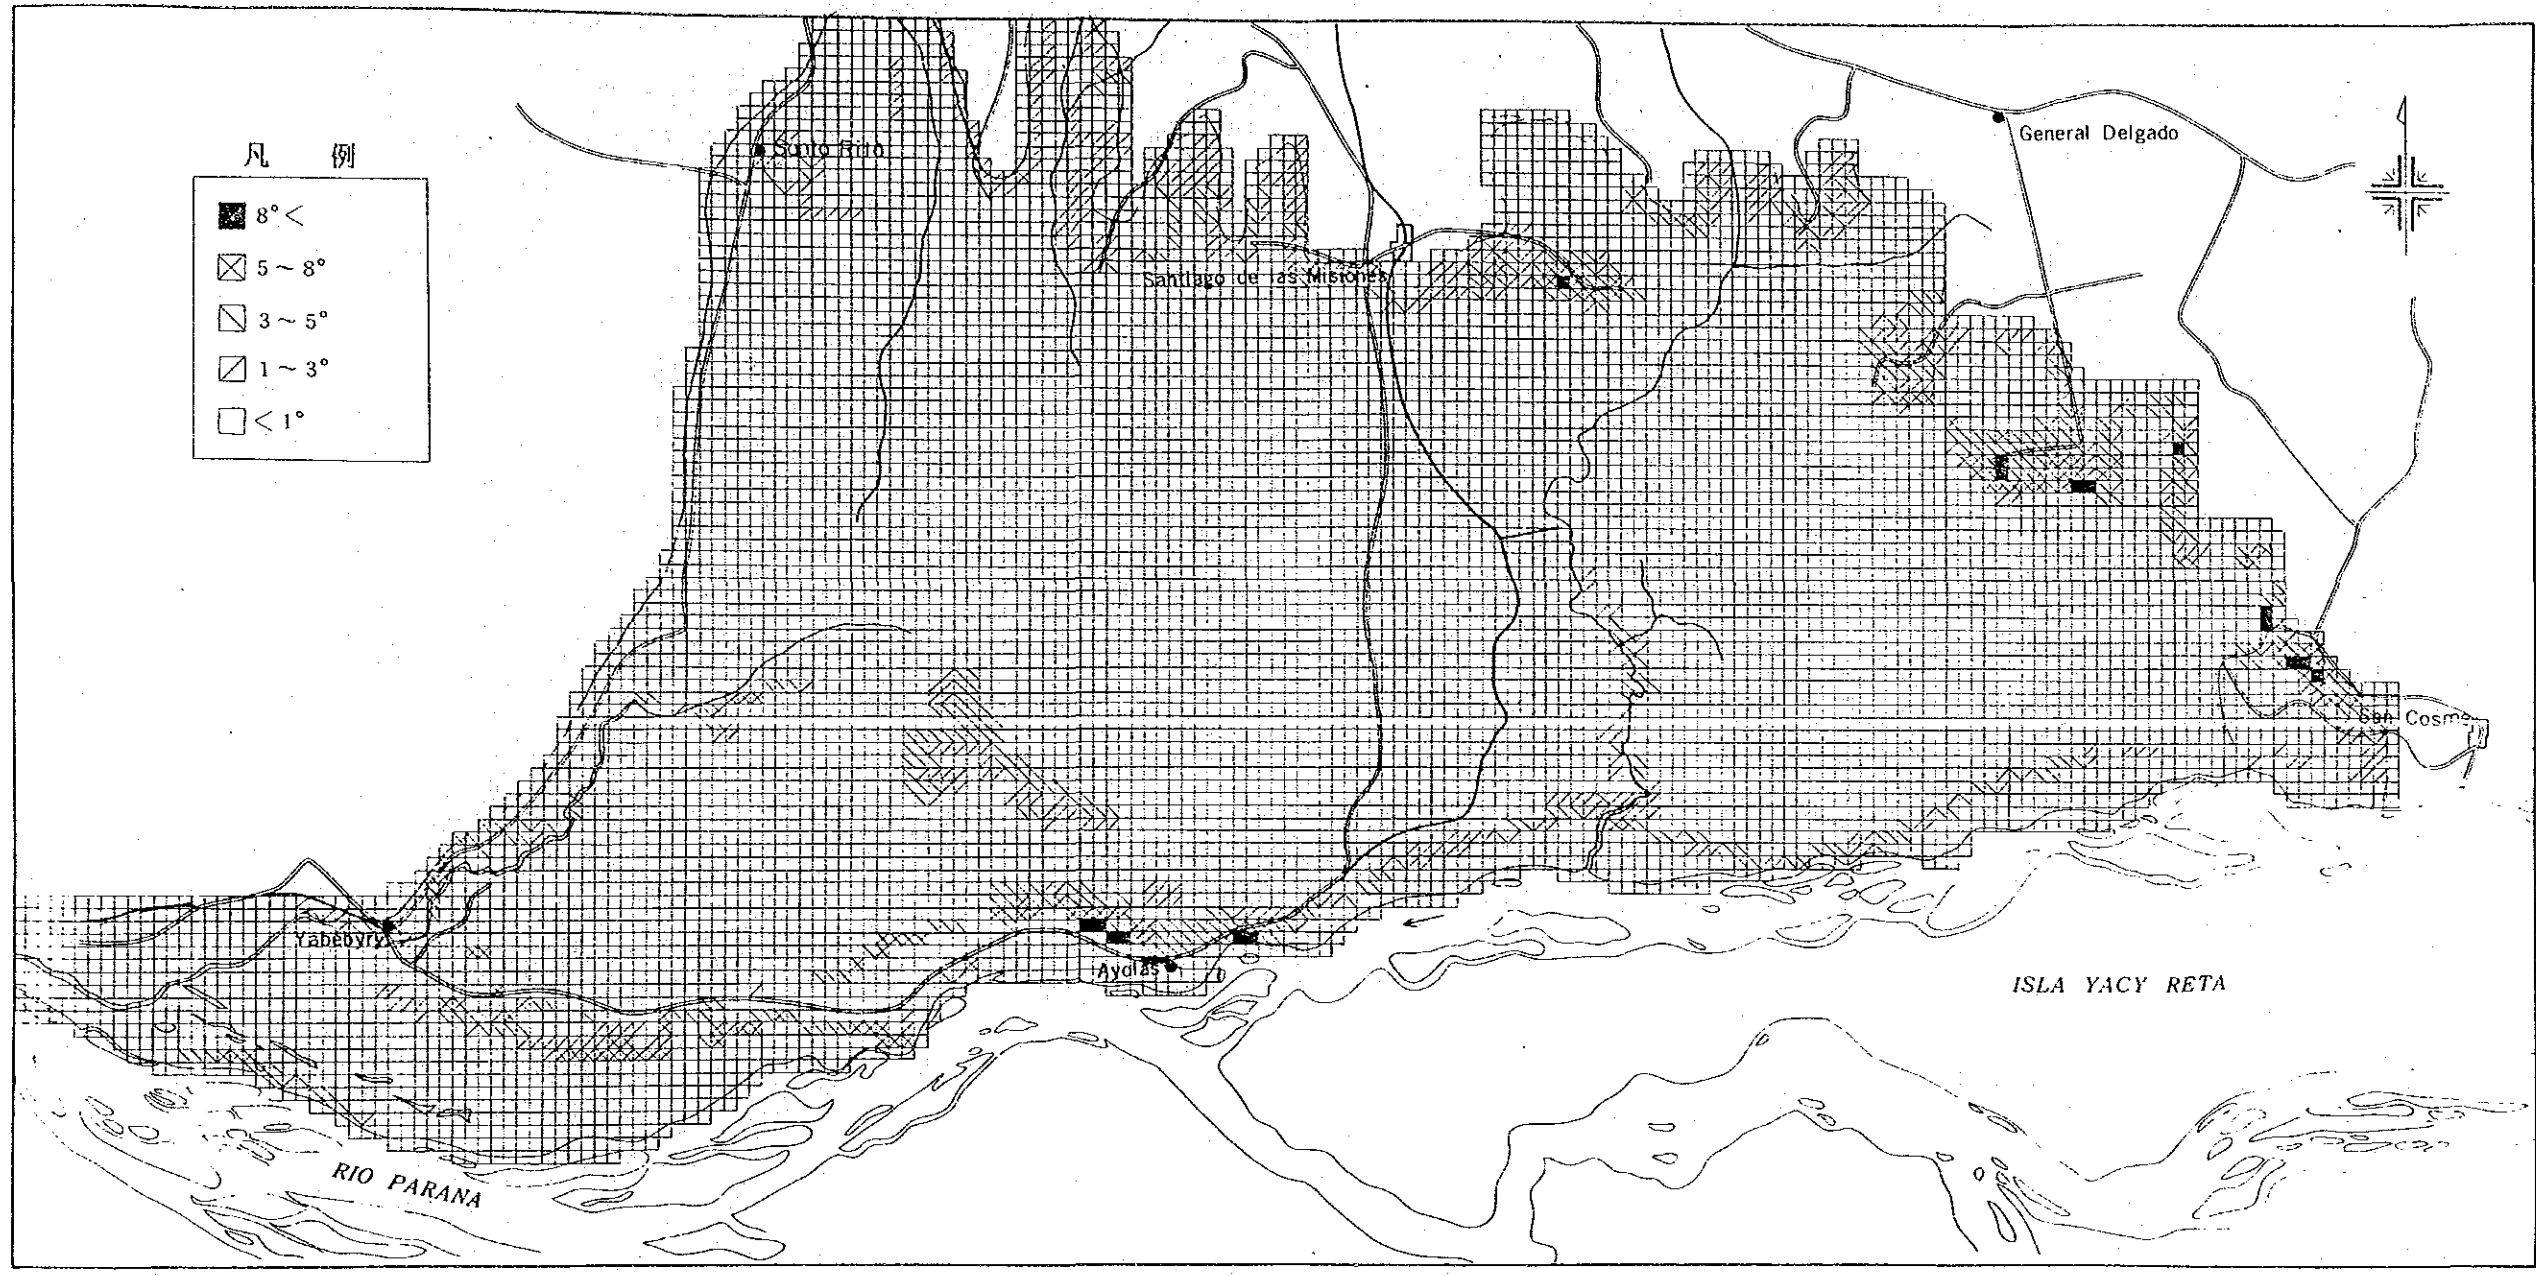 凡 例
8°<
5～8°
3～5°
1～3°
<1°
General Delgado
Santiago de las Misiones
San Cosme
Yabebyry
Ayolas
ISLA YACY RETA
RIO PARANA